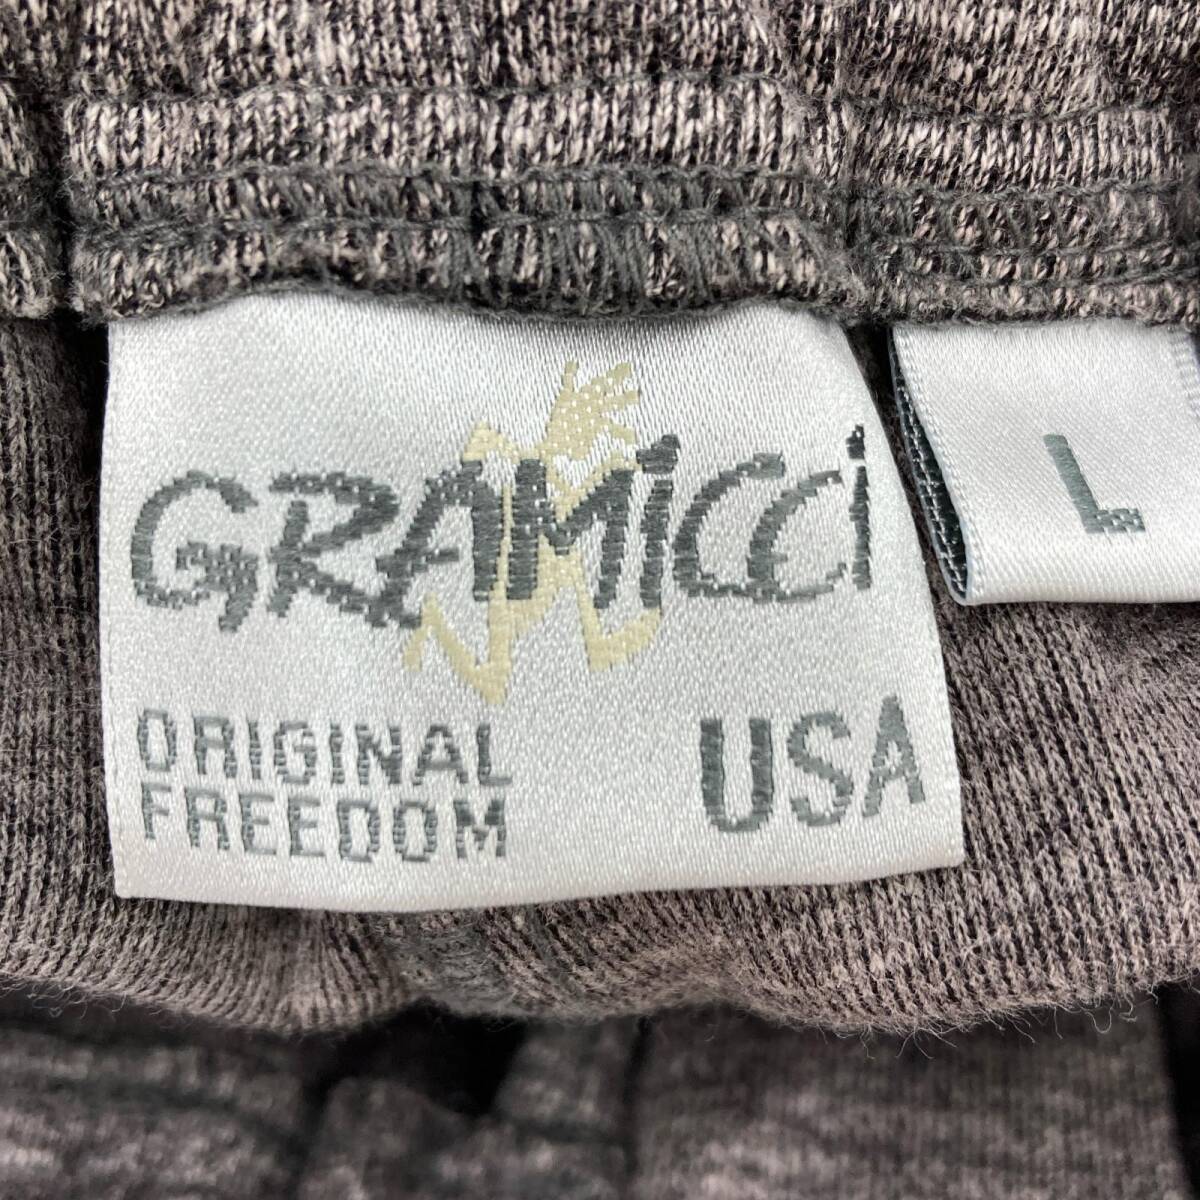 GRAMiCCi
ORIGINAL
FREEDOM
USA
L